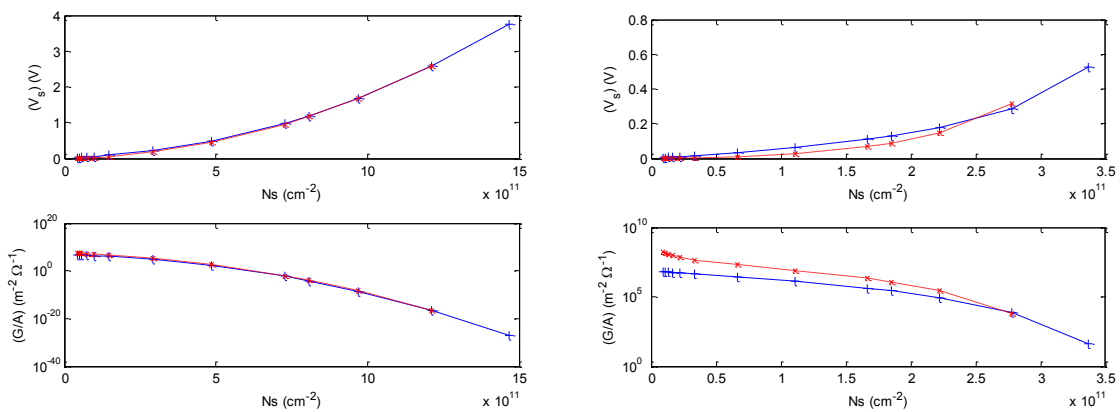 4
3
2
1
0
(V_s) (V)
0 5 10 15
Ns (cm^-2)
x 10^11
0.8
0.6
0.4
0.2
0
(V_s) (V)
0 0.5 1 1.5 2 2.5 3 3.5
Ns (cm^-2)
x 10^11
10^20
10^0
10^-20
10^-40
(G/A) (m^-2 Ω^-1)
0 5 10 15
Ns (cm^-2)
x 10^11
10^10
10^5
10^0
(G/A) (m^-2 Ω^-1)
0 0.5 1 1.5 2 2.5 3 3.5
Ns (cm^-2)
x 10^11